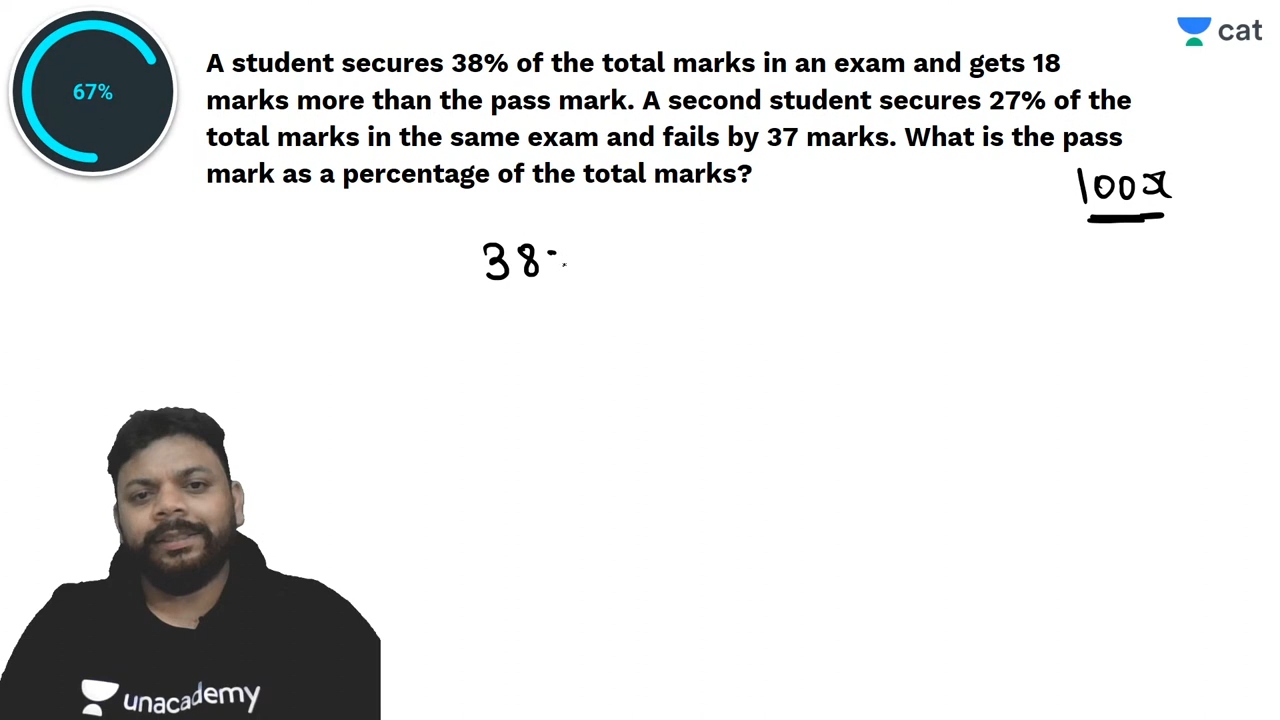 67%
cat
A student secures 38% of the total marks in an exam and gets 18
marks more than the pass mark. A second student secures 27% of the
total marks in the same exam and fails by 37 marks. What is the pass
mark as a percentage of the total marks?
100x
38
unacademy